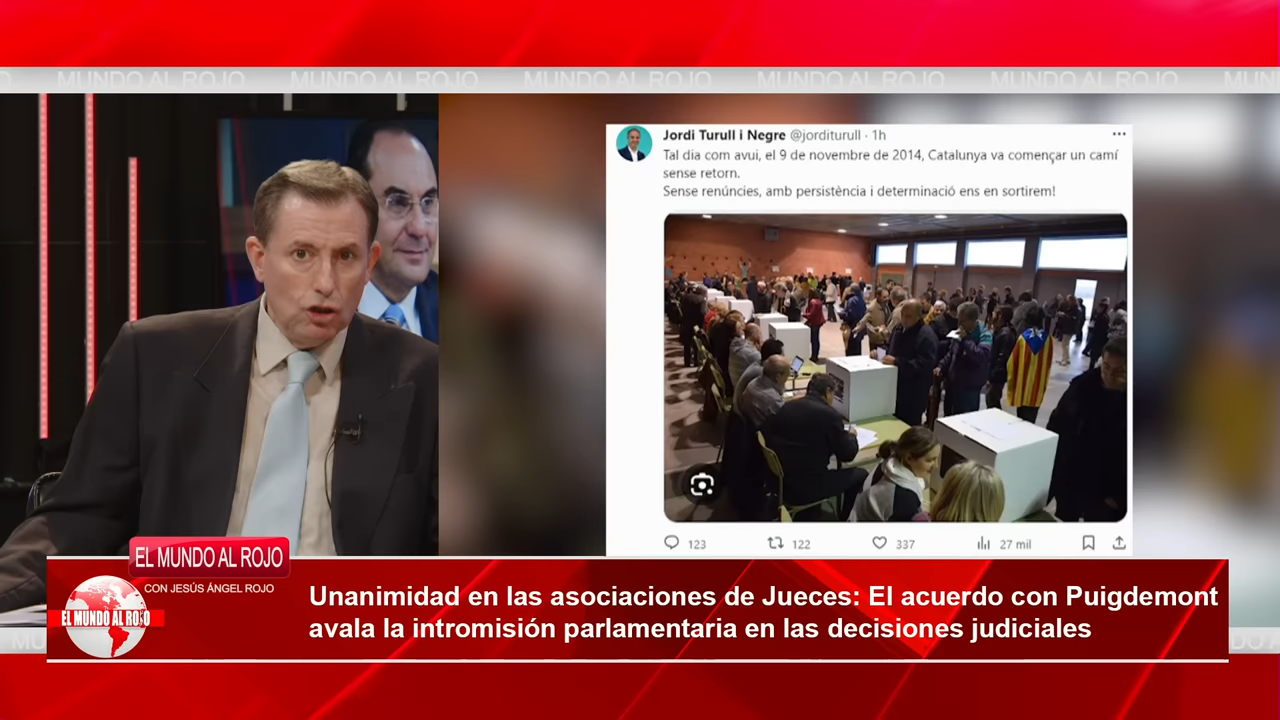 MUNDO AL ROJO MUNDO AL ROJO MUNDO AL ROJO MUNDO AL ROJO MUNDO AL ROJO MUN
Jordi Turull i Negre @jorditurull · 1h
Tal dia com avui, el 9 de novembre de 2014, Catalunya va començar un camí
sense retorn.
Sense renúncies, amb persistència i determinació ens en sortirem!
123 122 337 27 mil
EL MUNDO AL ROJO
CON JESÚS ÁNGEL ROJO
EL MUNDO AL ROJO
Unanimidad en las asociaciones de Jueces: El acuerdo con Puigdemont
avala la intromisión parlamentaria en las decisiones judiciales